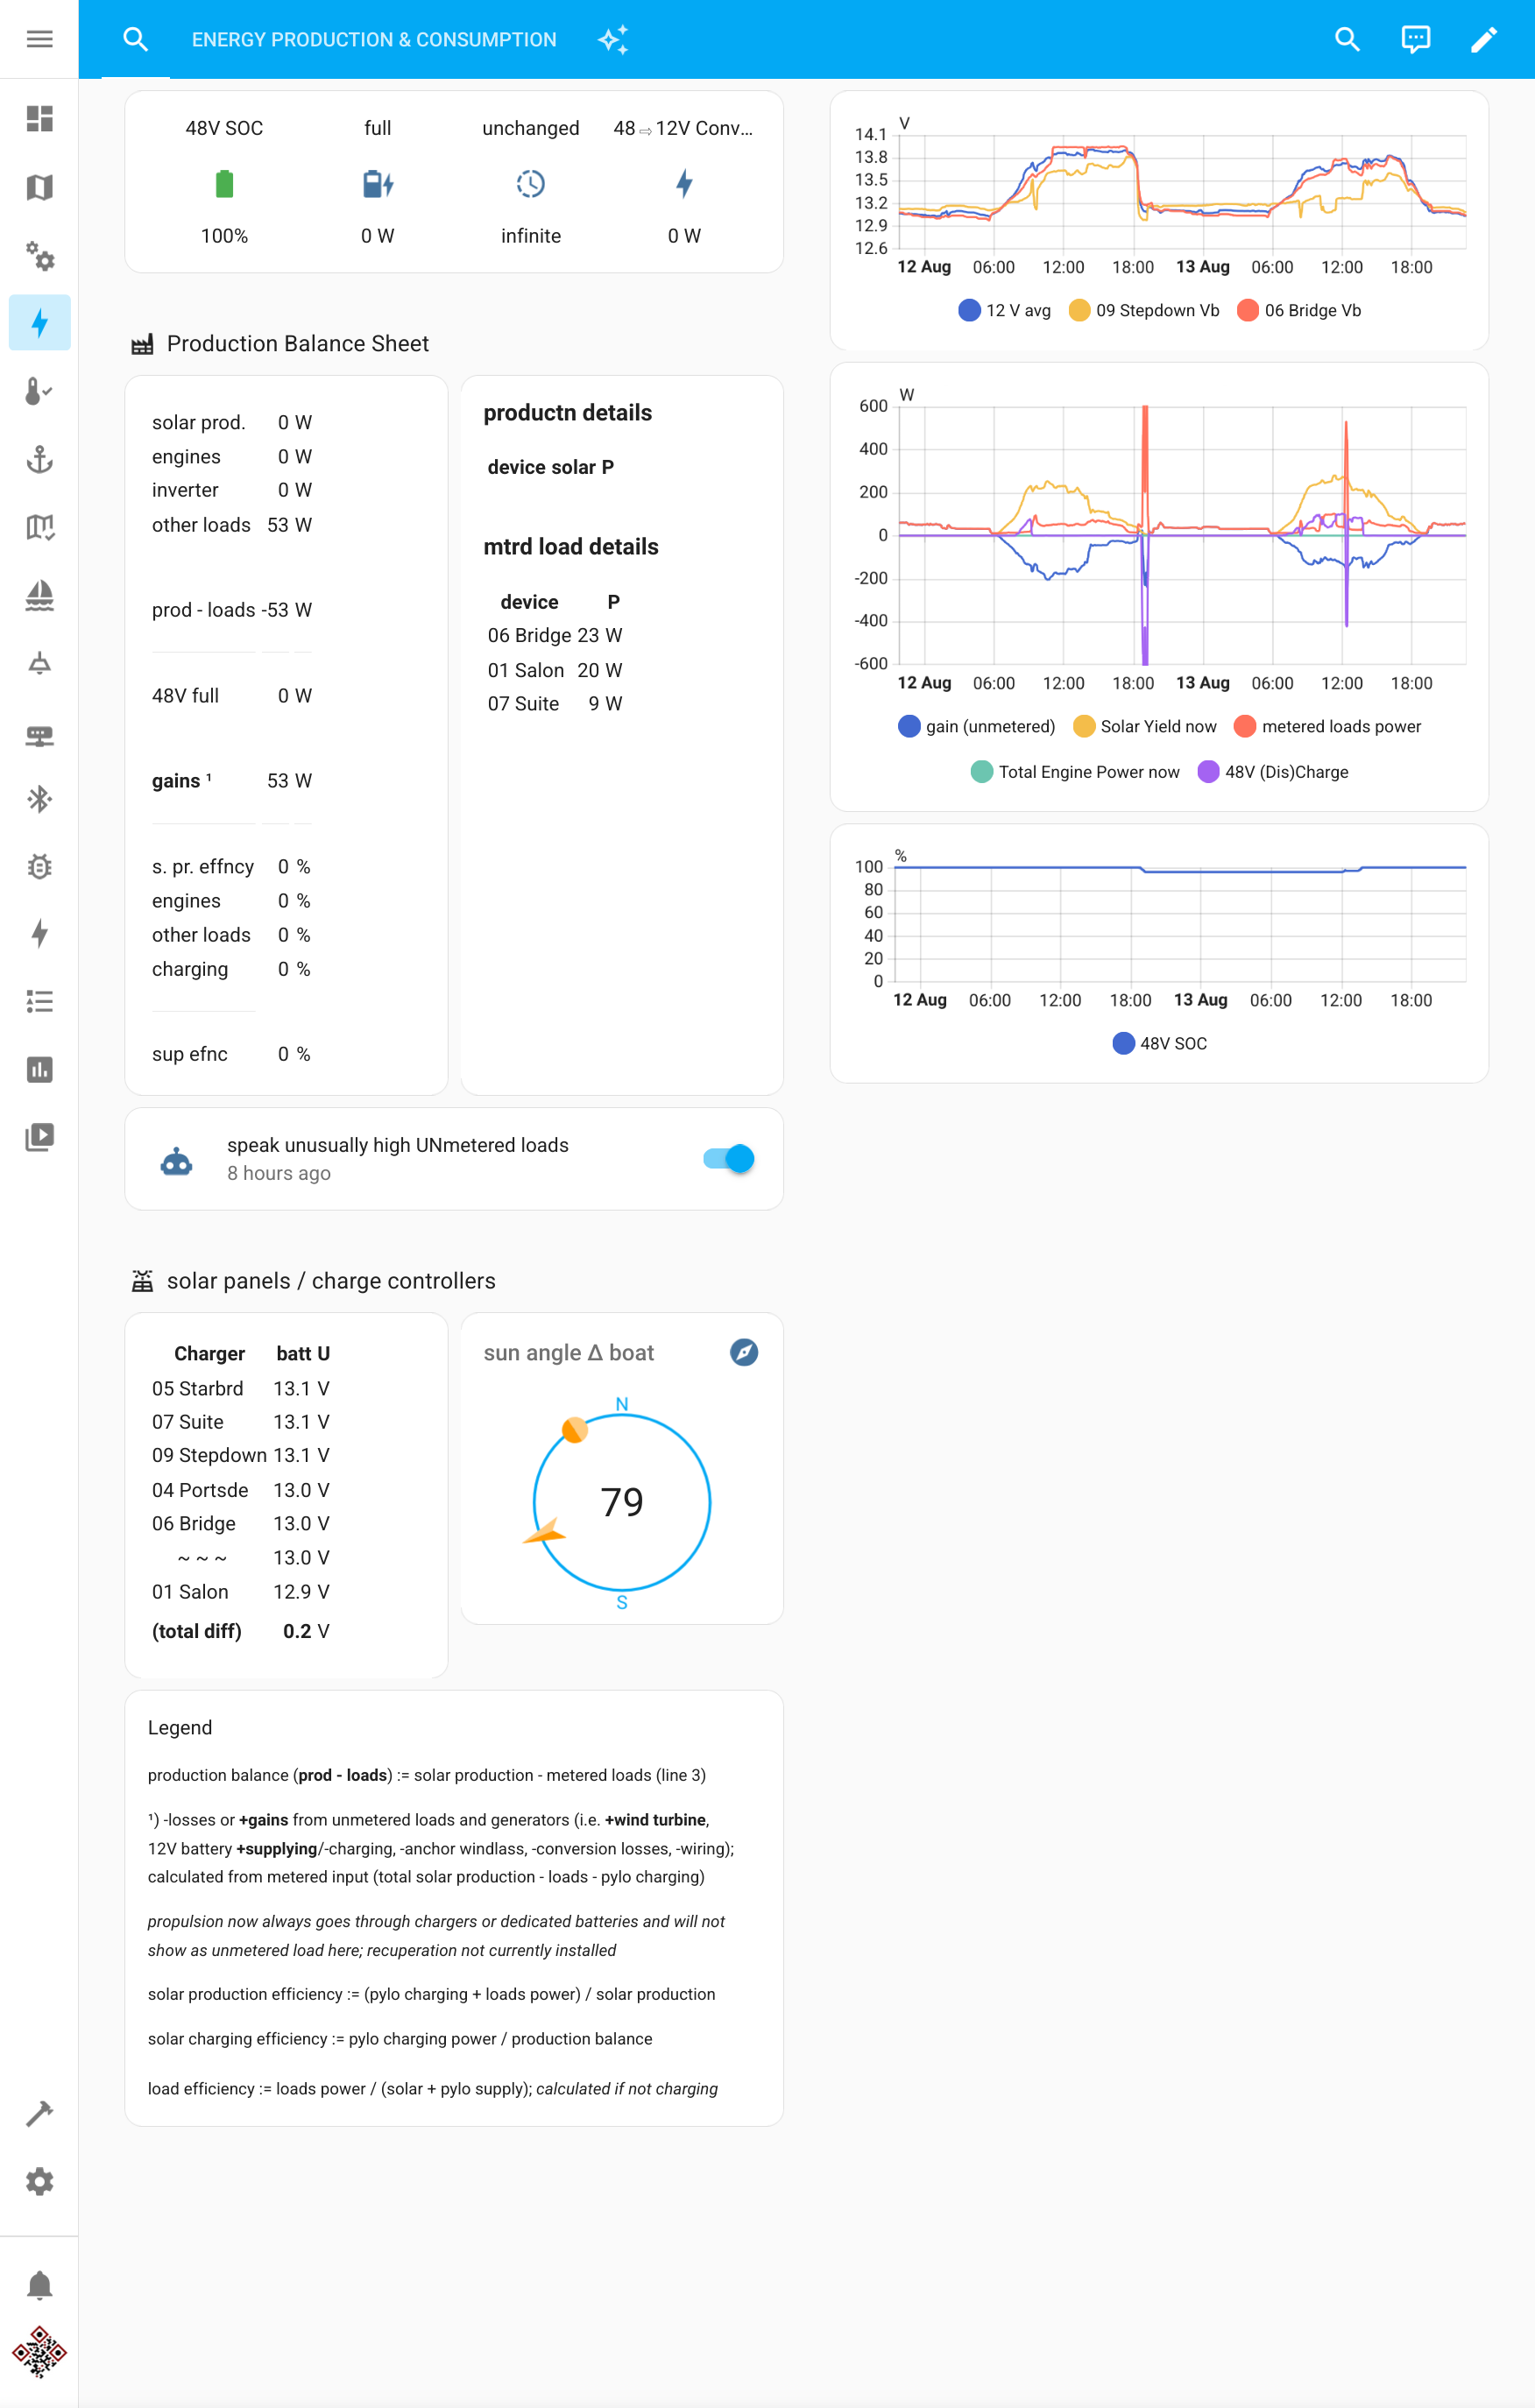 ENERGY PRODUCTION & CONSUMPTION
48V SOC full unchanged 48⇨12V Conv...
100% 0 W infinite 0 W
Production Balance Sheet
solar prod. 0 W
engines 0 W
inverter 0 W
other loads 53 W
prod - loads -53 W
48V full 0 W
gains ¹ 53 W
s. pr. effncy 0 %
engines 0 %
other loads 0 %
charging 0 %
sup efnc 0 %
productn details
device solar P
mtrd load details
device P
06 Bridge 23 W
01 Salon 20 W
07 Suite 9 W
speak unusually high UNmetered loads
8 hours ago
solar panels / charge controllers
Charger batt U
05 Starbrd 13.1 V
07 Suite 13.1 V
09 Stepdown 13.1 V
04 Portsde 13.0 V
06 Bridge 13.0 V
~ ~ ~ 13.0 V
01 Salon 12.9 V
(total diff) 0.2 V
sun angle Δ boat
N
79
S
Legend
production balance (prod - loads) := solar production - metered loads (line 3)
¹) -losses or +gains from unmetered loads and generators (i.e. +wind turbine,
12V battery +supplying/-charging, -anchor windlass, -conversion losses, -wiring);
calculated from metered input (total solar production - loads - pylo charging)
propulsion now always goes through chargers or dedicated batteries and will not
show as unmetered load here; recuperation not currently installed
solar production efficiency := (pylo charging + loads power) / solar production
solar charging efficiency := pylo charging power / production balance
load efficiency := loads power / (solar + pylo supply); calculated if not charging
V
14.1
13.8
13.5
13.2
12.9
12.6
12 Aug 06:00 12:00 18:00 13 Aug 06:00 12:00 18:00
12 V avg 09 Stepdown Vb 06 Bridge Vb
W
600
400
200
0
-200
-400
-600
12 Aug 06:00 12:00 18:00 13 Aug 06:00 12:00 18:00
gain (unmetered) Solar Yield now metered loads power
Total Engine Power now 48V (Dis)Charge
%
100
80
60
40
20
0
12 Aug 06:00 12:00 18:00 13 Aug 06:00 12:00 18:00
48V SOC